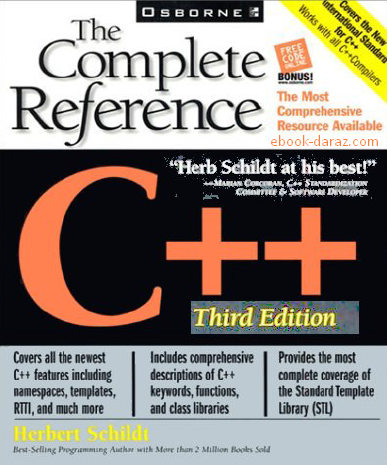 OSBORNE
Covers the New
International Standard
for C++
Works with all C++ Compilers
The
Complete
Reference
FREE
CODE
ONLINE
BONUS!
www.osborne.com
The Most
Comprehensive
Resource Available
ebook-daraz.com
“Herb Schildt at his best!”
—Marian Corcoran, C++ Standardization
Committee & Software Developer
C++
Third Edition
Covers all the newest
C++ features including
namespaces, templates,
RTTI, and much more
Includes comprehensive
descriptions of C++
keywords, functions,
and class libraries
Provides the most
complete coverage of
the Standard Template
Library (STL)
Herbert Schildt
Best-Selling Programming Author with More than 2 Million Books Sold